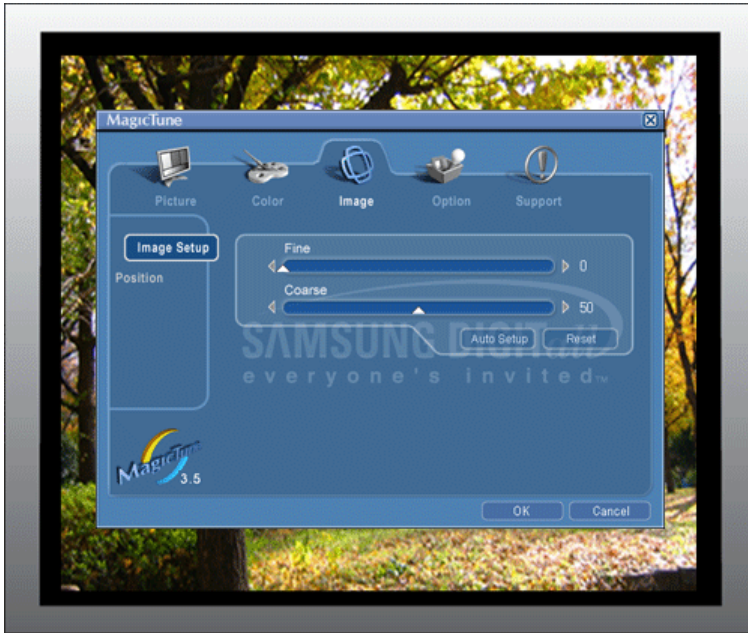 MagicTune
Picture Color Image Option Support
Image Setup
Position
Fine
0
Coarse
50
Auto Setup Reset
SAMSUNG DIGITall
everyone's invited™
MagicTune
3.5
OK Cancel